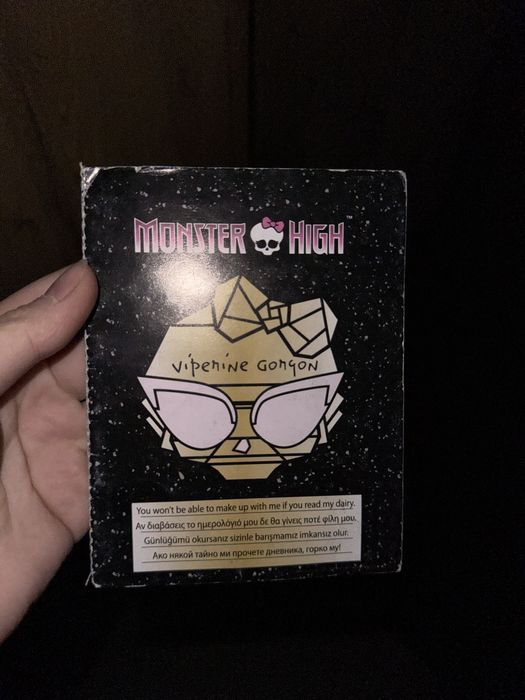 MONSTER HIGH™
Viperine Gorgon
You won't be able to make up with me if you read my dairy.
Αν διαβάσεις το ημερολόγιό μου δε θα γίνεις ποτέ φίλη μου.
Günlüğümü okursanız sizinle barışmamız imkansız olur.
Ако някой тайно ми прочете дневника, горко му!